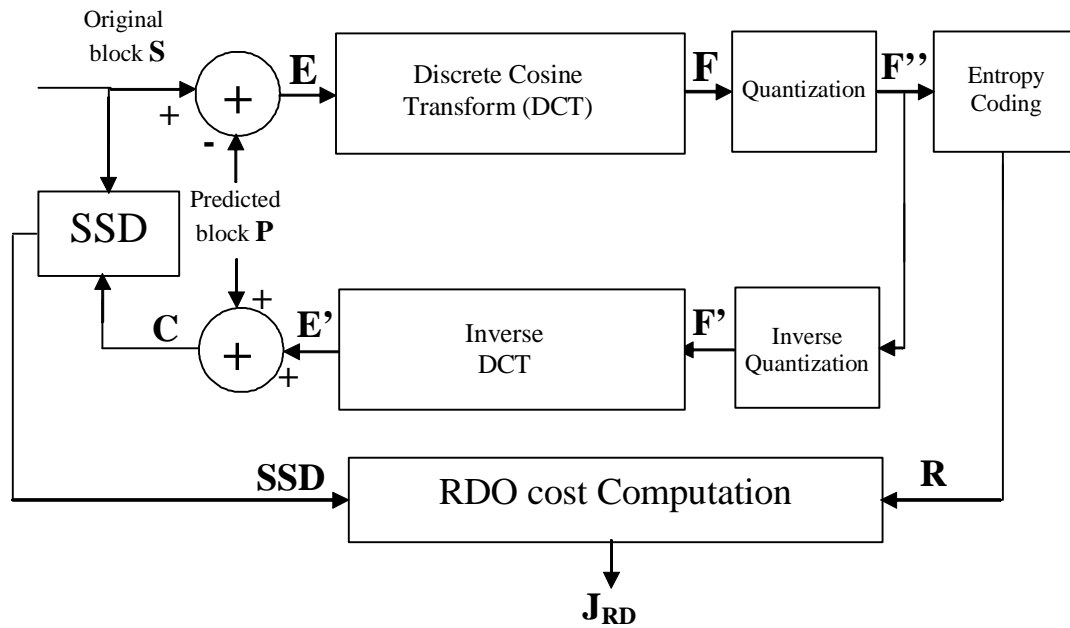 Original
block S
+
-
+
E
Discrete Cosine
Transform (DCT)
F
Quantization
F’’
Entropy
Coding
SSD
Predicted
block P
C
+
+
+
E’
Inverse
DCT
F’
Inverse
Quantization
SSD
RDO cost Computation
R
JRD